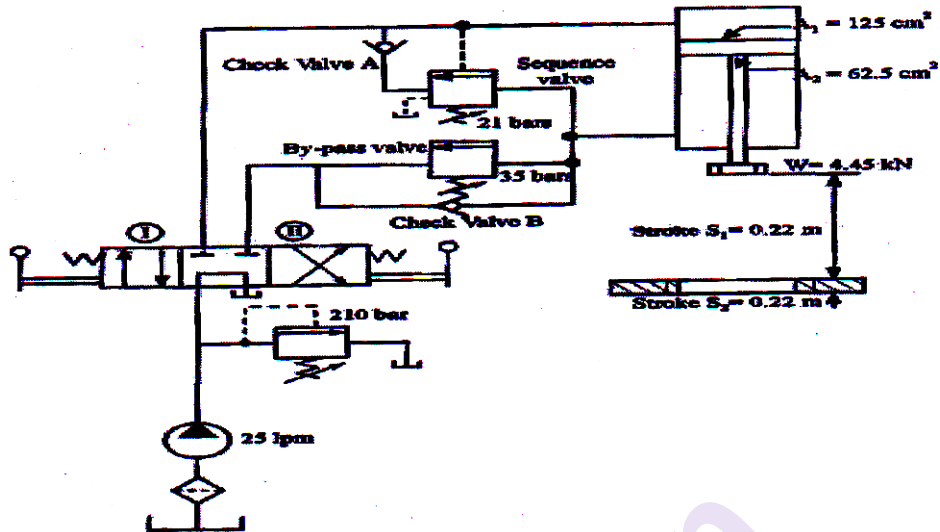 A₁ = 125 cm²
Check Valve A
Sequence
valve
A₂ = 62.5 cm²
21 bars
By-pass valve
W= 4.45 kN
35 bars
Check Valve B
I
II
Stroke S₁= 0.22 m
Stroke S₂= 0.22 m
210 bar
25 lpm